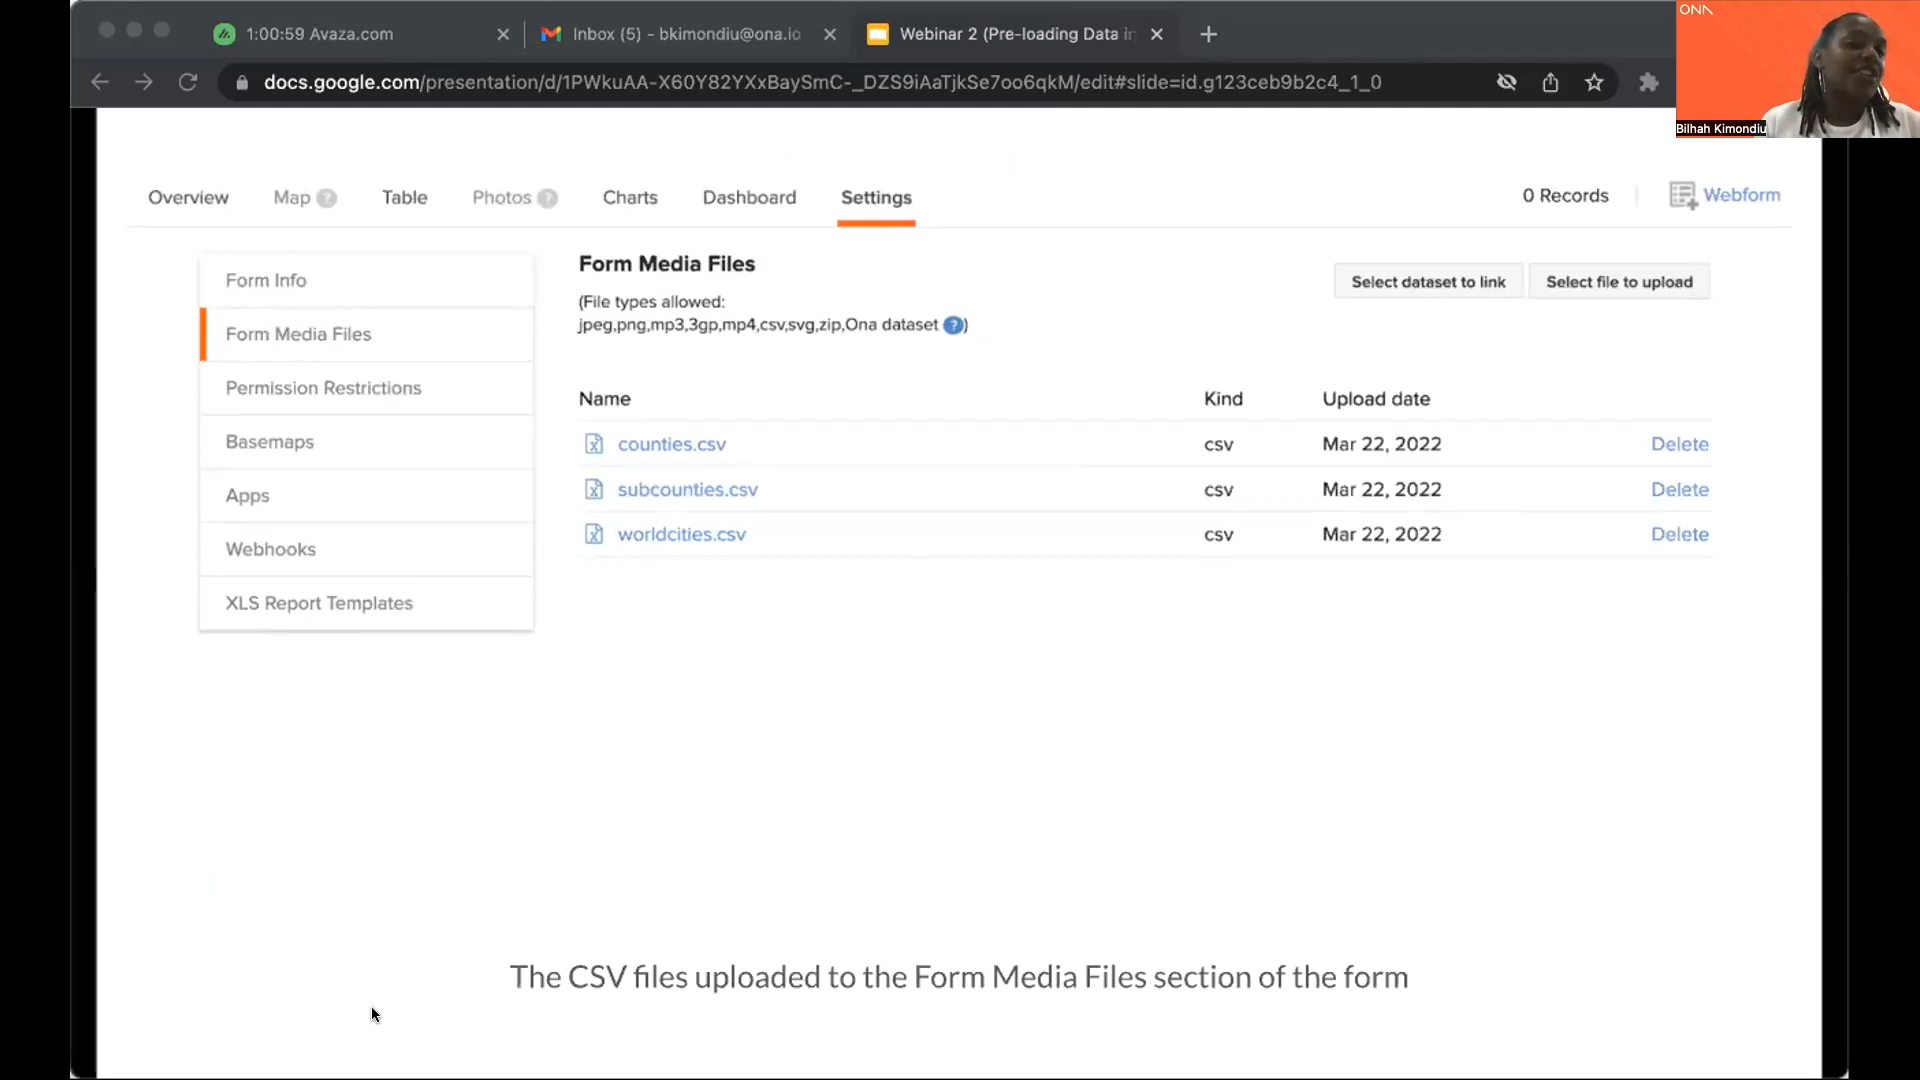 1:00:59 Avaza.com
Inbox (5) - bkimondiu@ona.io
Webinar 2 (Pre-loading Data in
docs.google.com/presentation/d/1PWkuAA-X60Y82YXxBaySmC-_DZS9iAaTjkSe7oo6qkM/edit#slide=id.g123ceb9b2c4_1_0
ONA
Bilhah Kimondiu
Overview Map ? Table Photos ? Charts Dashboard Settings 0 Records Webform
Form Info
Form Media Files
Permission Restrictions
Basemaps
Apps
Webhooks
XLS Report Templates
Form Media Files
(File types allowed:
jpeg,png,mp3,3gp,mp4,csv,svg,zip,Ona dataset ?)
Select dataset to link
Select file to upload
Name Kind Upload date
counties.csv csv Mar 22, 2022 Delete
subcounties.csv csv Mar 22, 2022 Delete
worldcities.csv csv Mar 22, 2022 Delete
The CSV files uploaded to the Form Media Files section of the form